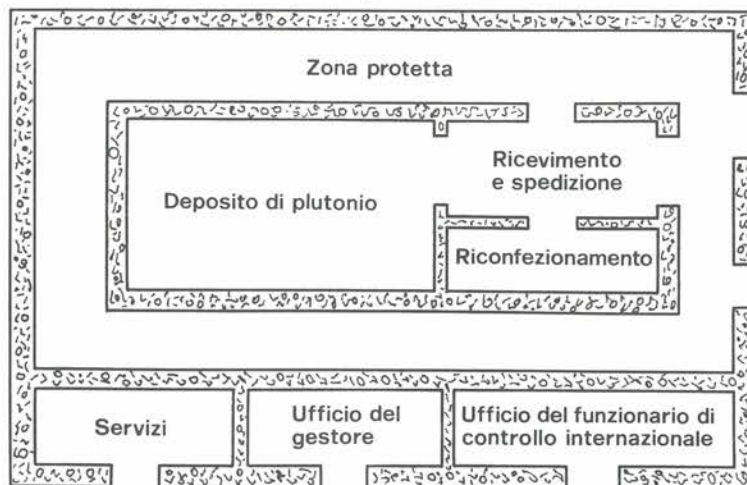 Zona protetta
Ricevimento
e spedizione
Deposito di plutonio
Riconfezionamento
Servizi
Ufficio del
gestore
Ufficio del funzionario di
controllo internazionale